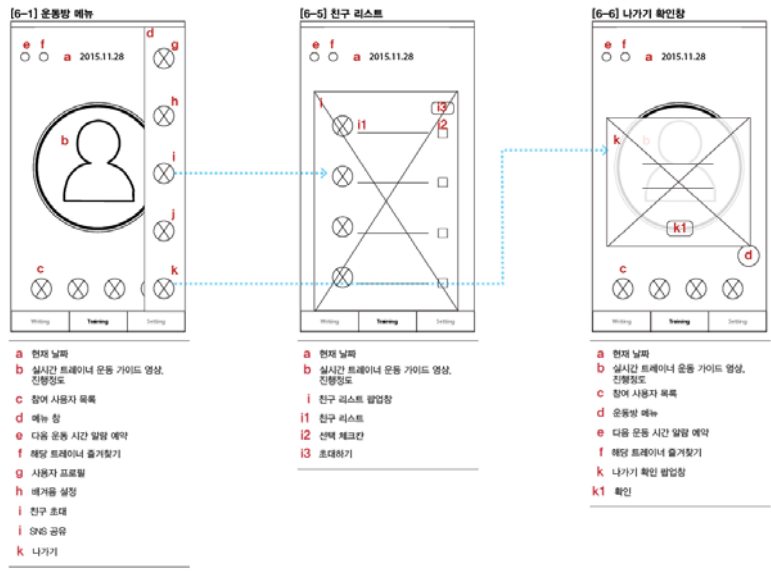 [6-1] 운동방 메뉴
d
e f
a 2015.11.28
g
h
b
i
j
c
k
Writing Training Setting
a 현재 날짜
b 실시간 트레이너 운동 가이드 영상,
진행정도
c 참여 사용자 목록
d 메뉴 창
e 다음 운동 시간 알람 예약
f 해당 트레이너 즐겨찾기
g 사용자 프로필
h 배겨음 설정
i 친구 초대
i SNS 공유
k 나가기
[6-5] 친구 리스트
e f
a 2015.11.28
i
i3
i1 i2
Writing Training Setting
a 현재 날짜
b 실시간 트레이너 운동 가이드 영상,
진행정도
i 친구 리스트 팝업창
i1 친구 리스트
i2 선택 체크칸
i3 초대하기
[6-6] 나가기 확인창
e f
a 2015.11.28
k b
k1
d
c
Writing Training Setting
a 현재 날짜
b 실시간 트레이너 운동 가이드 영상,
진행정도
c 참여 사용자 목록
d 운동방 메뉴
e 다음 운동 시간 알람 예약
f 해당 트레이너 즐겨찾기
k 나가기 확인 팝업창
k1 확인